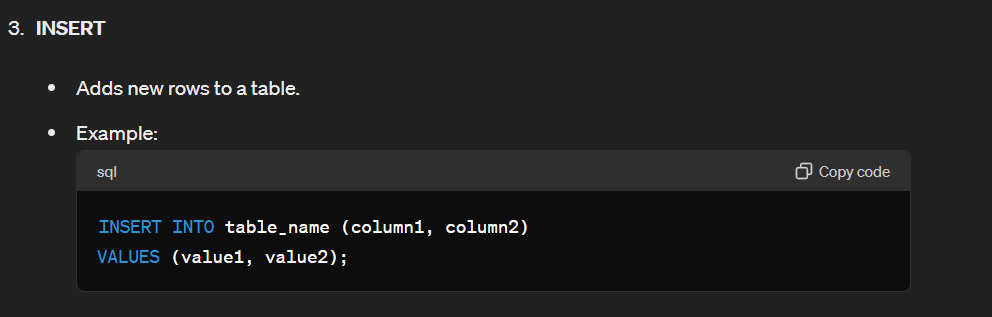 3. INSERT
• Adds new rows to a table.
• Example:
sql Copy code
INSERT INTO table_name (column1, column2)
VALUES (value1, value2);